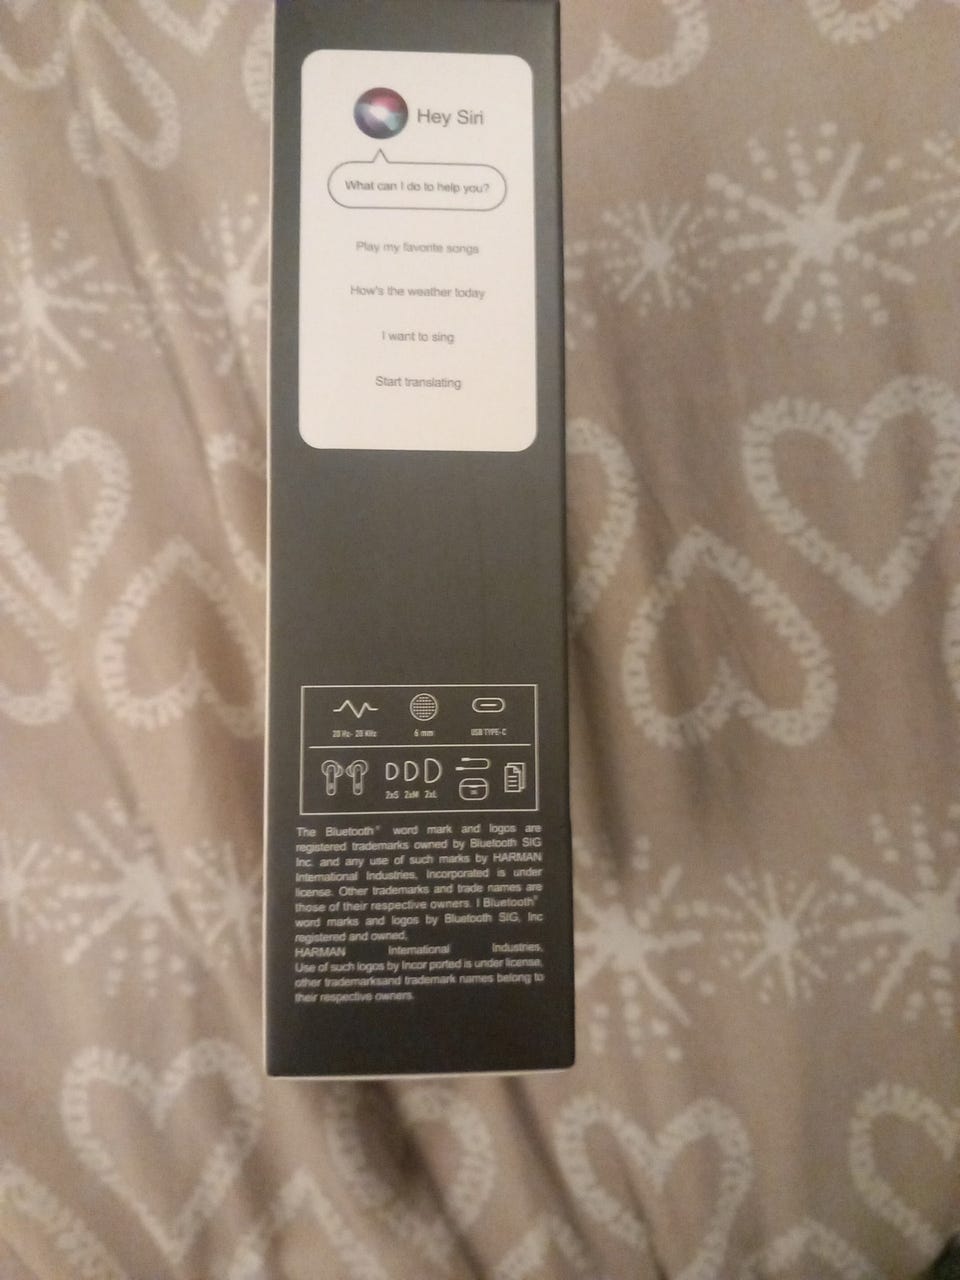 Hey Siri
What can I do to help you?
Play my favorite songs
How's the weather today
I want to sing
Start translating
20 Hz- 20 KHz
6 mm
USB TYPE-C
2xS 2xM 2xL
The Bluetooth® word mark and logos are
registered trademarks owned by Bluetooth SIG
Inc. and any use of such marks by HARMAN
International Industries, Incorporated is under
license. Other trademarks and trade names are
those of their respective owners. I Bluetooth®
word marks and logos by Bluetooth SIG, Inc
registered and owned,
HARMAN International Industries,
Use of such logos by Incor ported is under license,
other trademarksand trademark names belong to
their respective owners.